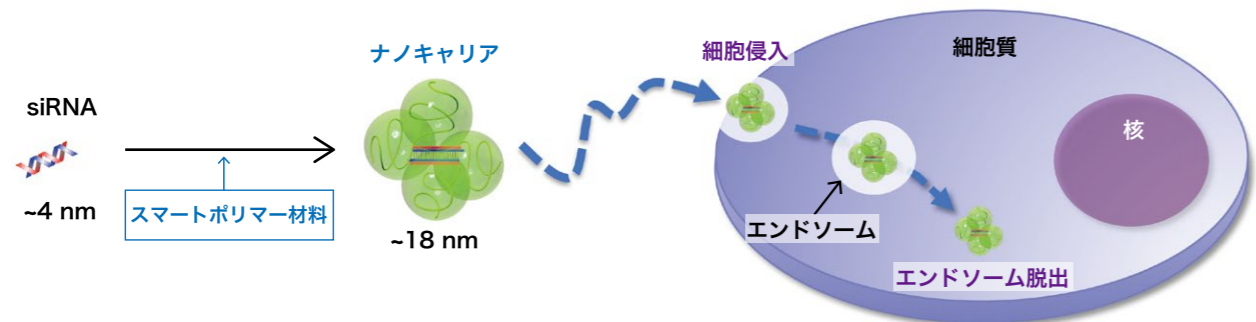 siRNA
~4 nm
スマートポリマー材料
ナノキャリア
~18 nm
細胞侵入
細胞質
核
エンドソーム
エンドソーム脱出